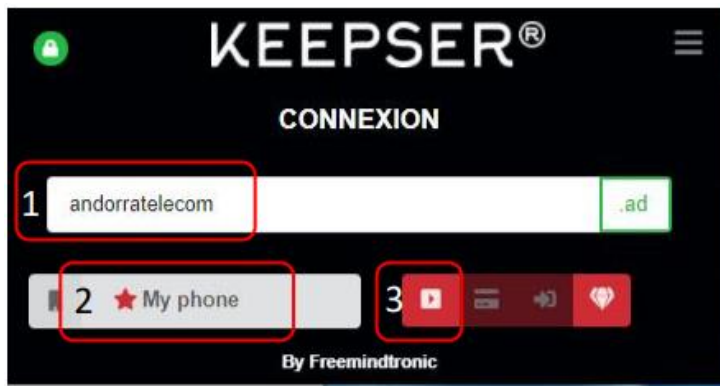 KEEPSER®
CONNEXION
1 andorratelecom .ad
2 My phone 3
By Freemindtronic